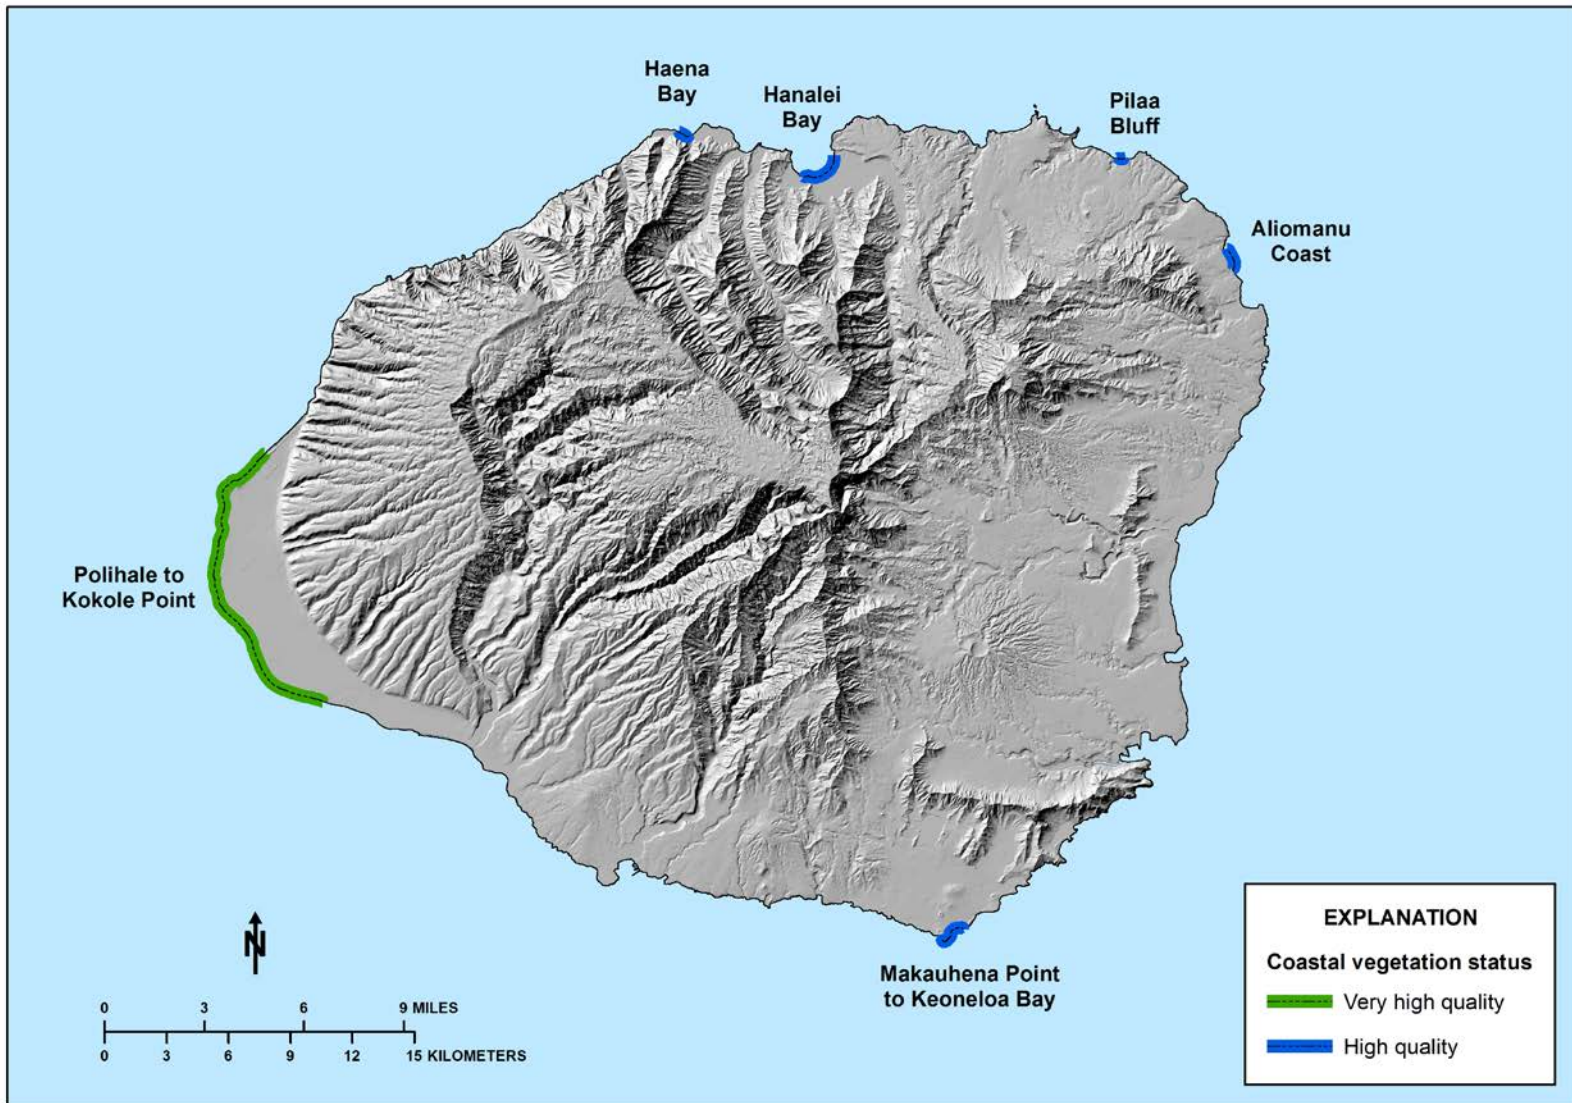 Haena
Bay
Hanalei
Bay
Pilaa
Bluff
Aliomanu
Coast
Polihale to
Kokole Point
Makauhena Point
to Keoneloa Bay
N
0 3 6 9 MILES
0 3 6 9 12 15 KILOMETERS
EXPLANATION
Coastal vegetation status
Very high quality
High quality